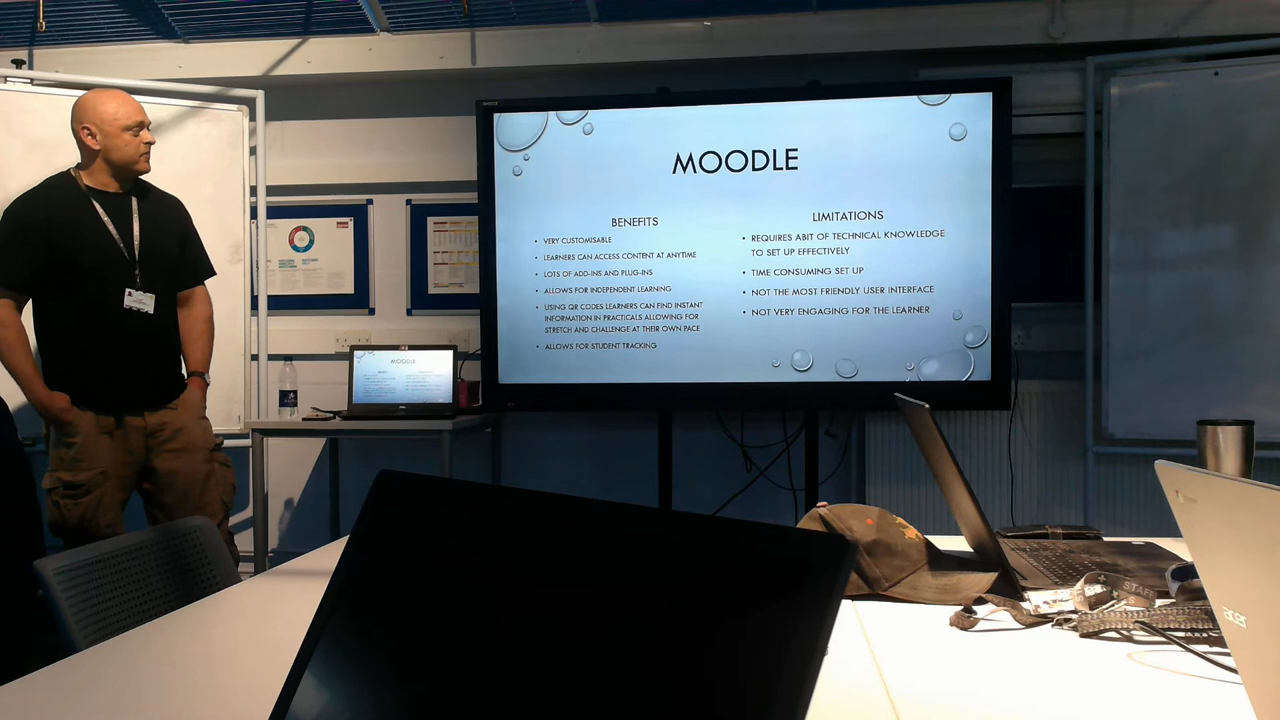 MOODLE
BENEFITS
• VERY CUSTOMISABLE
• LEARNERS CAN ACCESS CONTENT AT ANYTIME
• LOTS OF ADD-INS AND PLUG-INS
• ALLOWS FOR INDEPENDENT LEARNING
• USING QR CODES LEARNERS CAN FIND INSTANT
INFORMATION IN PRACTICALS ALLOWING FOR
STRETCH AND CHALLENGE AT THEIR OWN PACE
• ALLOWS FOR STUDENT TRACKING
LIMITATIONS
• REQUIRES ABIT OF TECHNICAL KNOWLEDGE
TO SET UP EFFECTIVELY
• TIME CONSUMING SET UP
• NOT THE MOST FRIENDLY USER INTERFACE
• NOT VERY ENGAGING FOR THE LEARNER
MOODLE
STAFF
acer